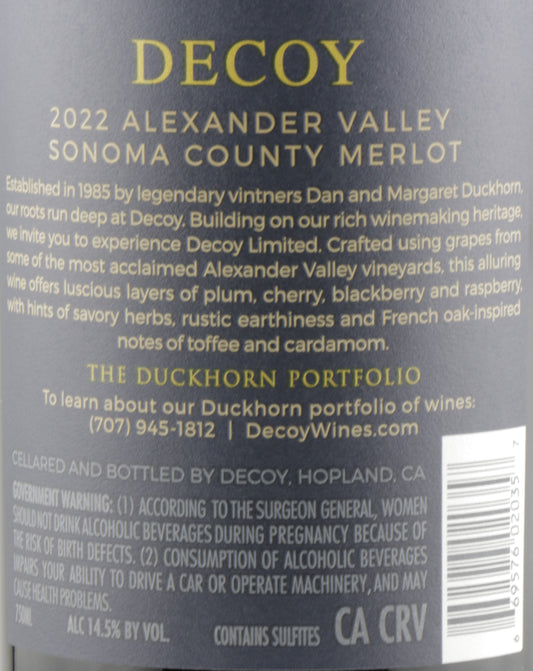 DECOY
2022 ALEXANDER VALLEY
SONOMA COUNTY MERLOT
Established in 1985 by legendary vintners Dan and Margaret Duckhorn,
our roots run deep at Decoy. Building on our rich winemaking heritage,
we invite you to experience Decoy Limited. Crafted using grapes from
some of the most acclaimed Alexander Valley vineyards, this alluring
wine offers luscious layers of plum, cherry, blackberry and raspberry,
with hints of savory herbs, rustic earthiness and French oak-inspired
notes of toffee and cardamom.
THE DUCKHORN PORTFOLIO
To learn about our Duckhorn portfolio of wines:
(707) 945-1812 | DecoyWines.com
CELLARED AND BOTTLED BY DECOY, HOPLAND, CA
GOVERNMENT WARNING: (1) ACCORDING TO THE SURGEON GENERAL, WOMEN
SHOULD NOT DRINK ALCOHOLIC BEVERAGES DURING PREGNANCY BECAUSE OF
THE RISK OF BIRTH DEFECTS. (2) CONSUMPTION OF ALCOHOLIC BEVERAGES
IMPAIRS YOUR ABILITY TO DRIVE A CAR OR OPERATE MACHINERY, AND MAY
CAUSE HEALTH PROBLEMS.
750ML ALC 14.5% BY VOL. CONTAINS SULFITES CA CRV
6 69576 02035 7